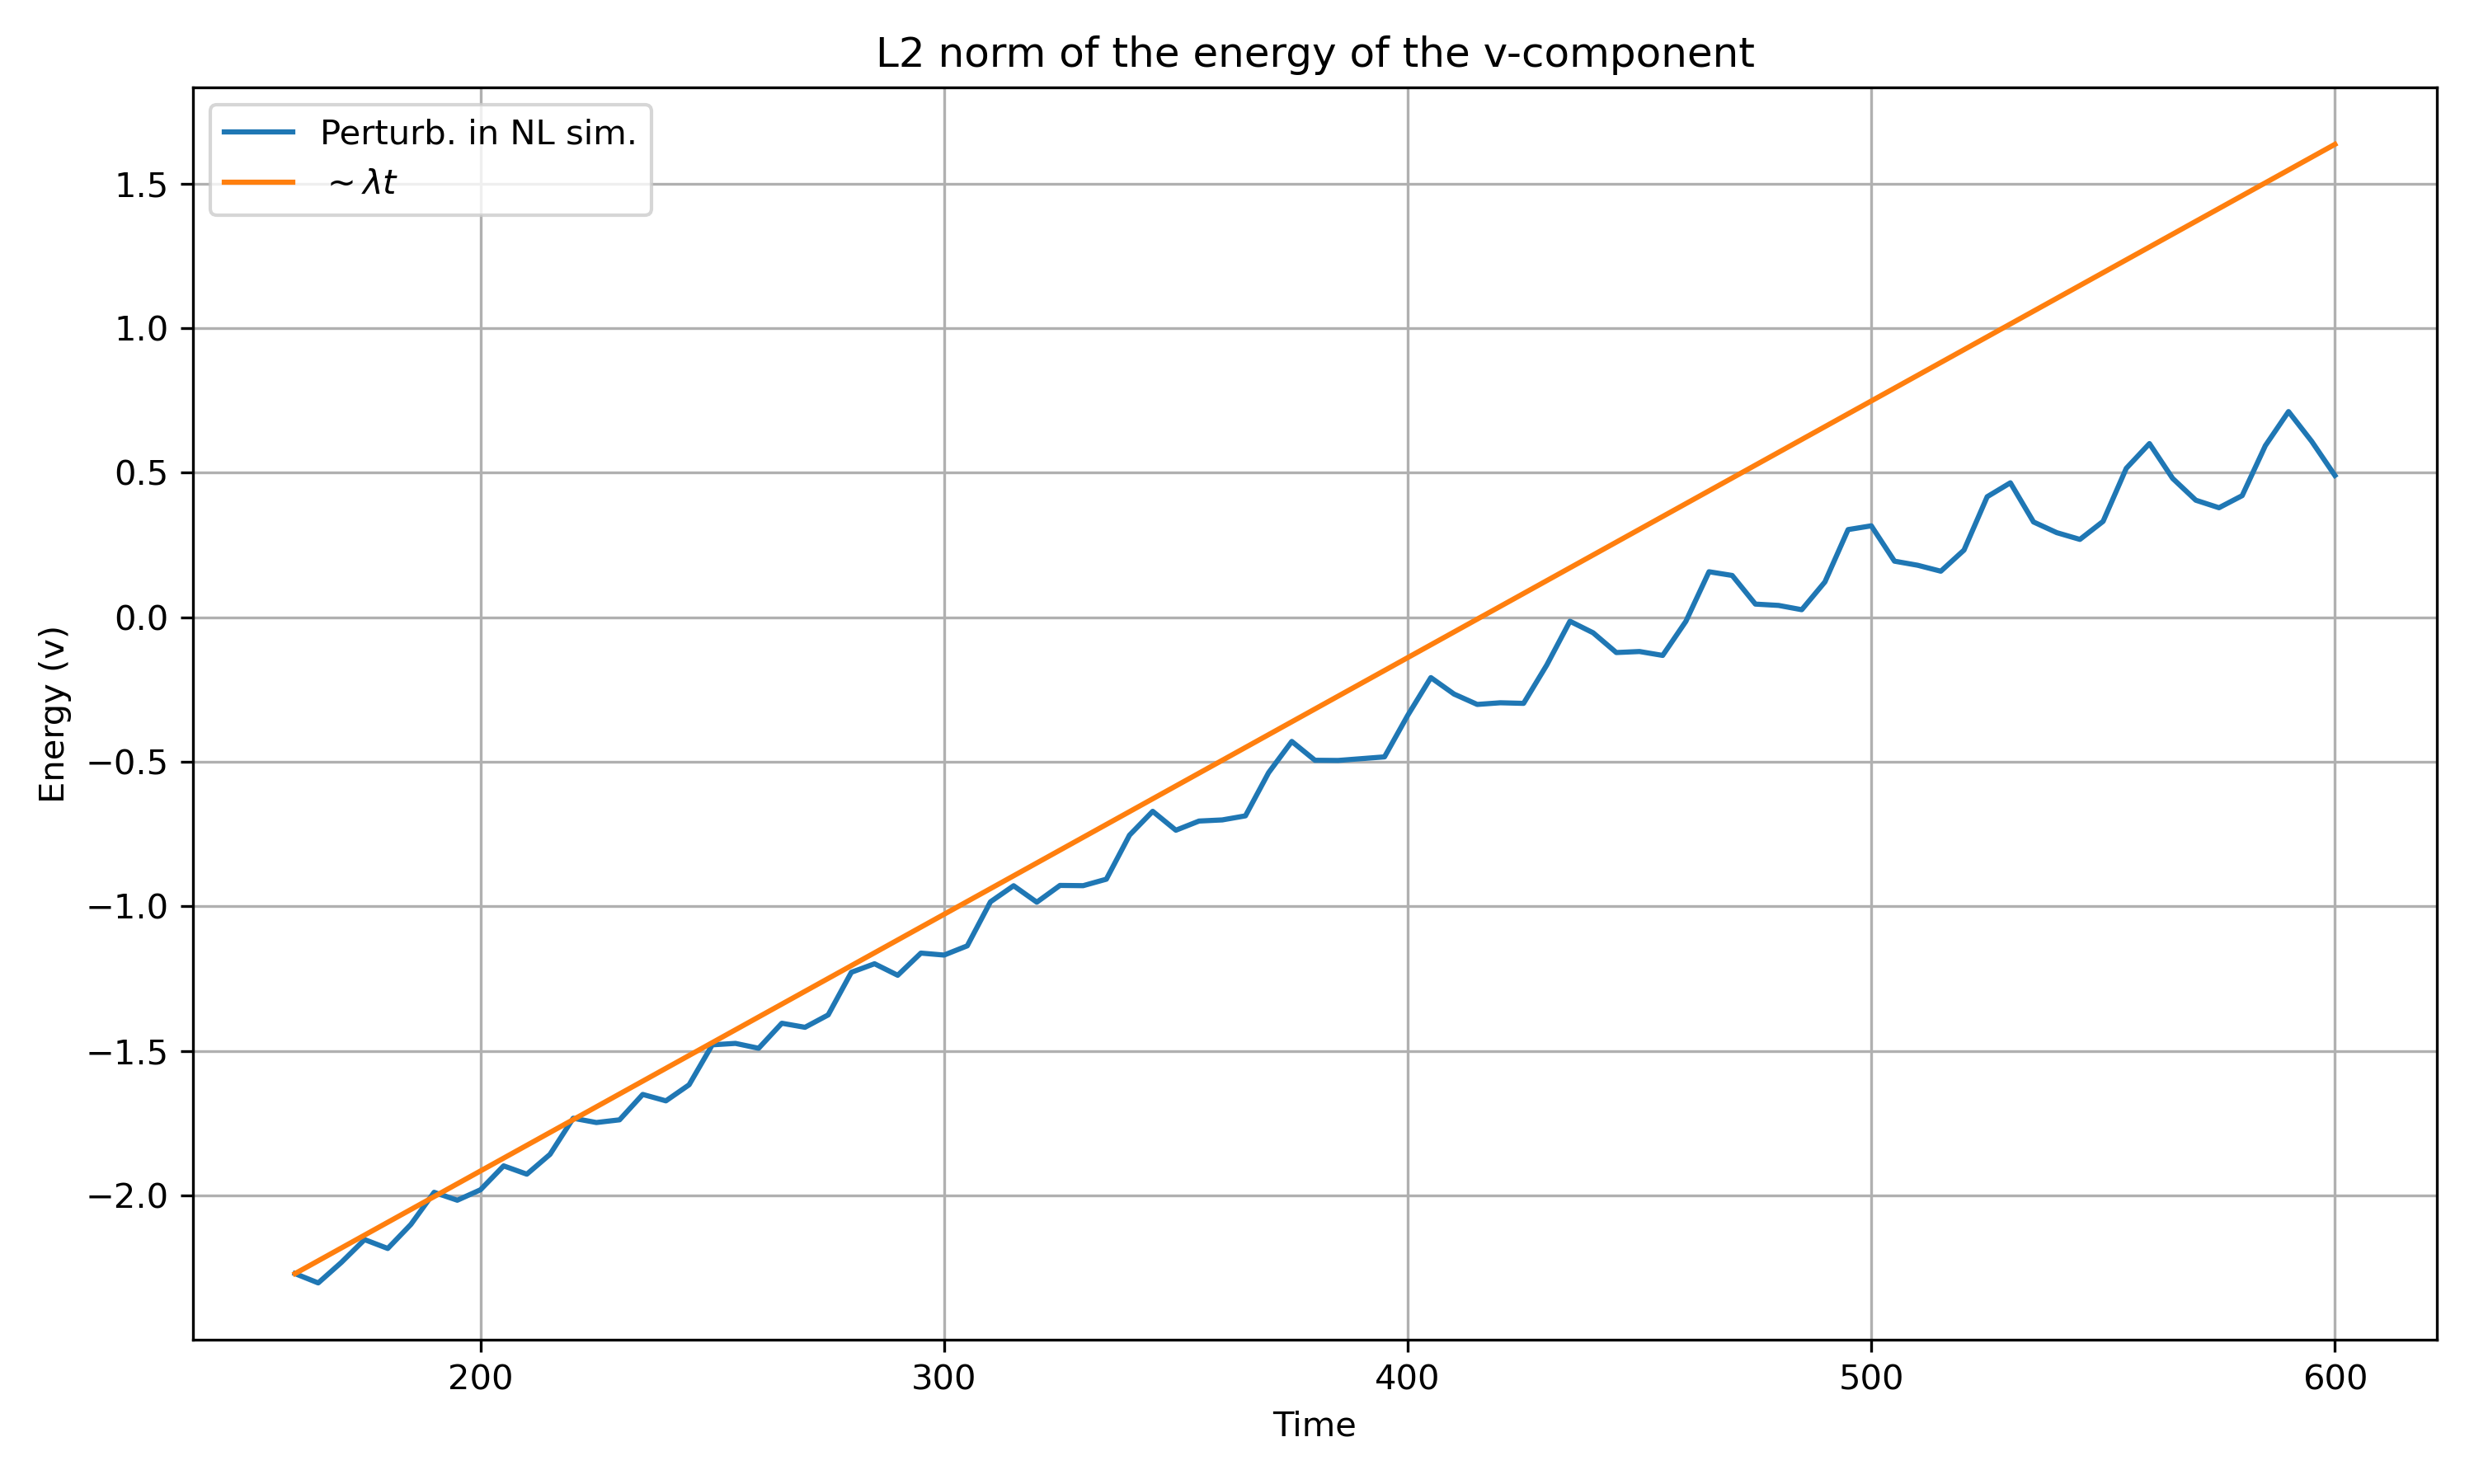 L2 norm of the energy of the v-component
Perturb. in NL sim.
~ λt
Energy (v)
1.5
1.0
0.5
0.0
−0.5
−1.0
−1.5
−2.0
200 300 400 500 600
Time